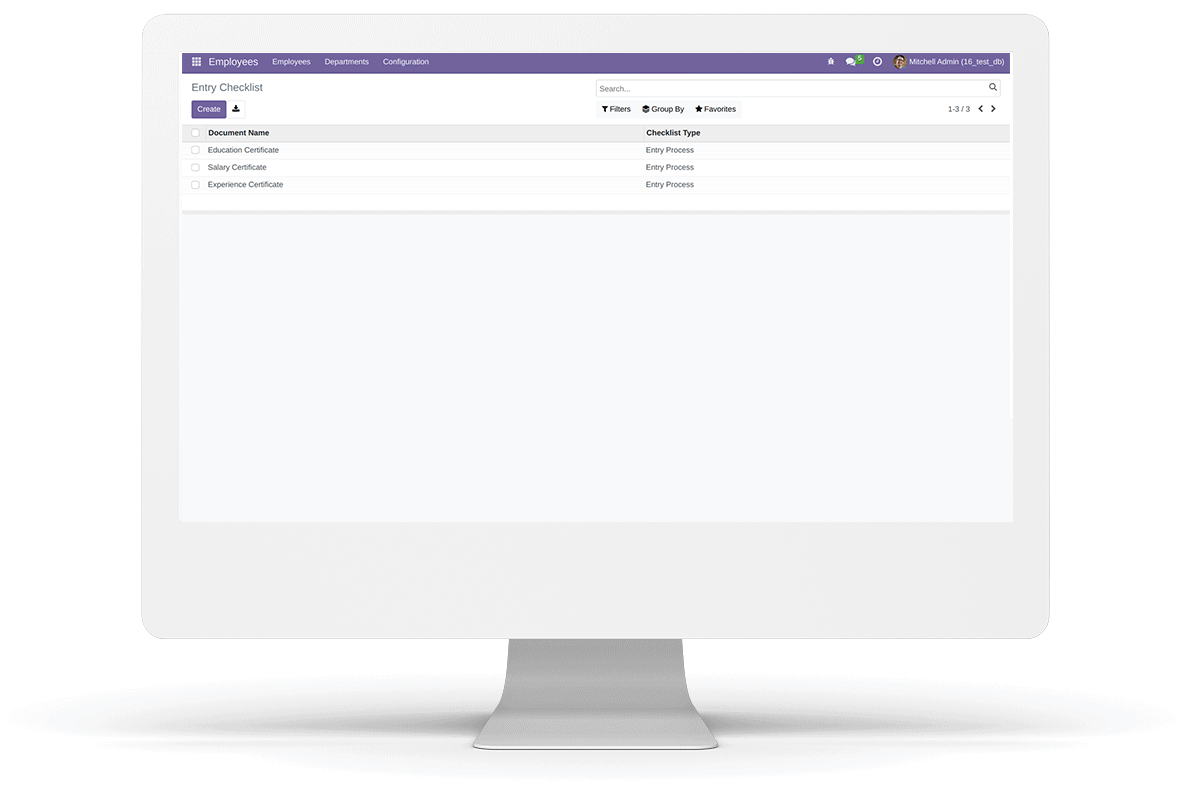 Employees Employees Departments Configuration 5 Mitchell Admin (16_test_db)
Entry Checklist Search...
Create Filters Group By Favorites 1-3 / 3
Document Name Checklist Type
Education Certificate Entry Process
Salary Certificate Entry Process
Experience Certificate Entry Process